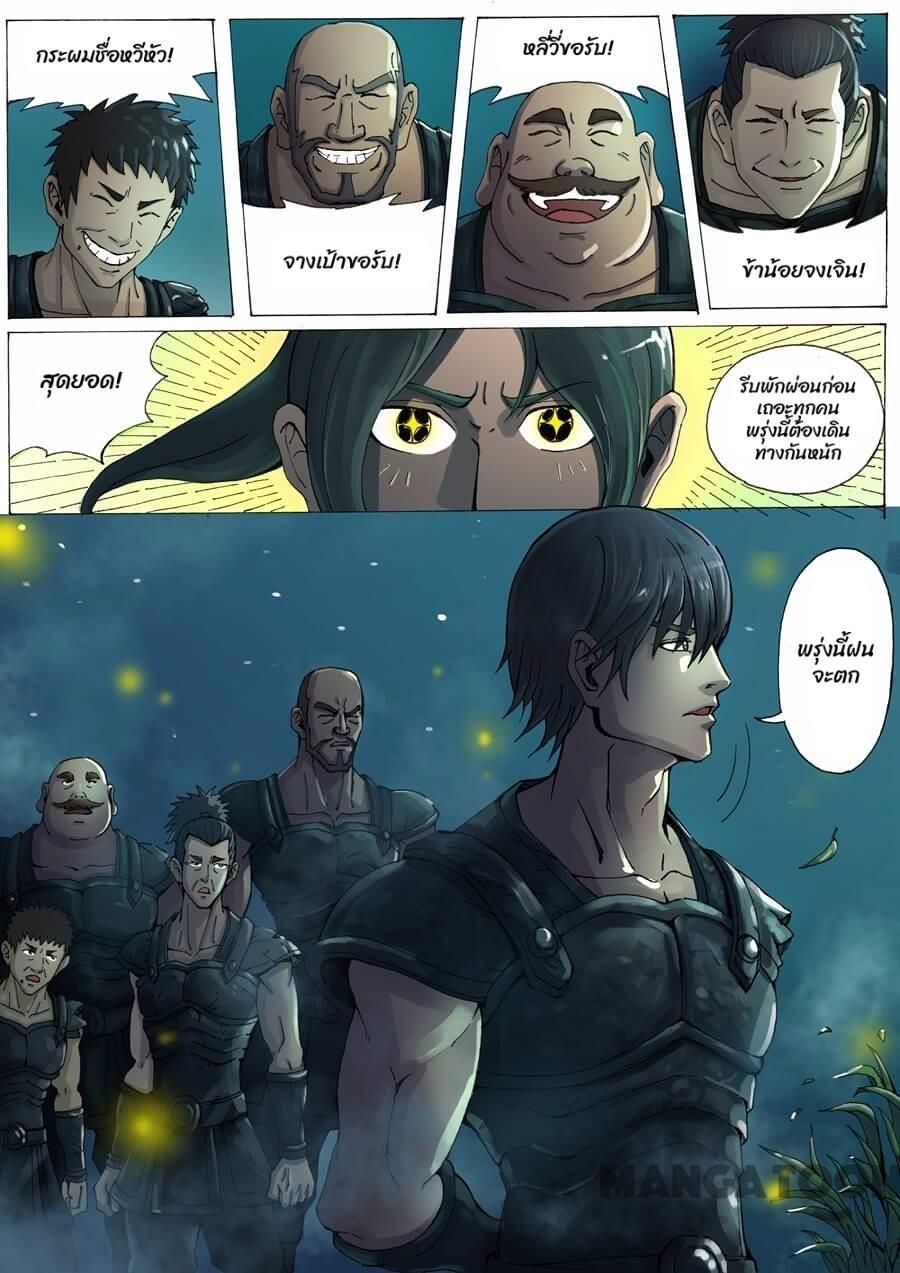 กระผมชื่อหวีหัว!
จางเป้าขอรับ!
หลี่วี่ขอรับ!
ข้าน้อยจงเจิน!
สุดยอด!
รีบพักผ่อนก่อน
เถอะทุกคน
พรุ่งนี้ต้องเดิน
ทางกันหนัก
พรุ่งนี้ฝน
จะตก
MANGATOON